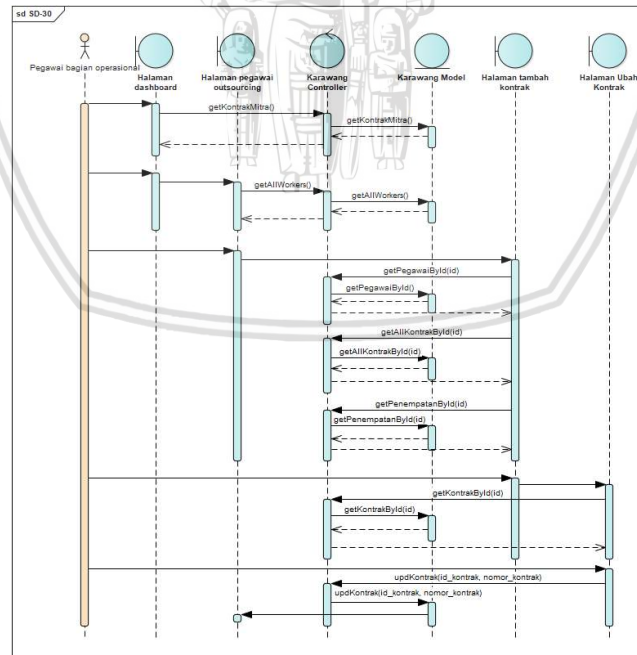 sd SD-30
Pegawai bagian operasional
Halaman
dashboard
Halaman pegawai
outsourcing
Karawang
Controller
Karawang Model
Halaman tambah
kontrak
Halaman Ubah
Kontrak
getKontrakMitra()
getKontrakMitra()
getAllWorkers()
getAllWorkers()
getPegawaiById(id)
getPegawaiById()
getAllKontrakById(id)
getAllKontrakById(id)
getPenempatanById(id)
getPenempatanById(id)
getKontrakById(id)
getKontrakById(id)
updKontrak(id_kontrak, nomor_kontrak)
updKontrak(id_kontrak, nomor_kontrak)